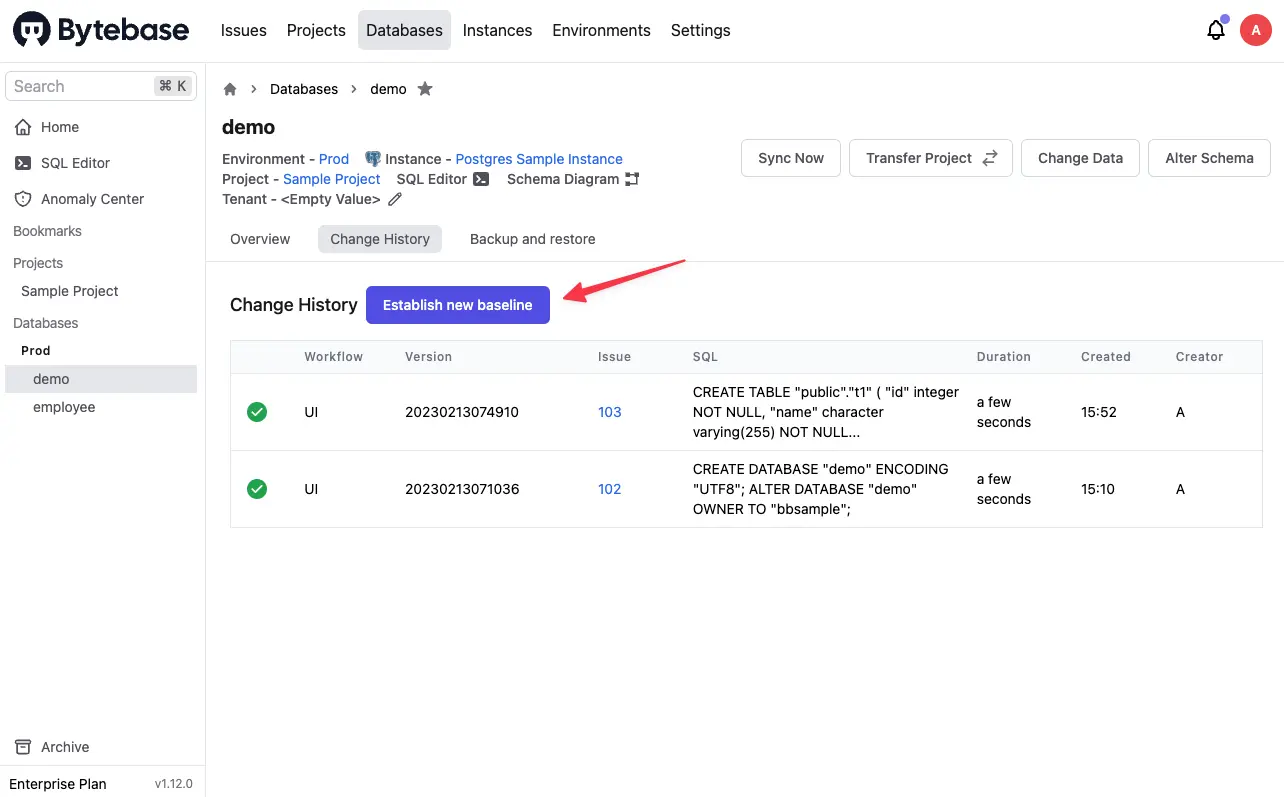 Bytebase
Issues Projects Databases Instances Environments Settings
A
Search ⌘ K
Home
SQL Editor
Anomaly Center
Bookmarks
Projects
Sample Project
Databases
Prod
demo
employee
Archive
Enterprise Plan v1.12.0
Databases demo
demo
Environment - Prod Instance - Postgres Sample Instance
Project - Sample Project SQL Editor Schema Diagram
Tenant - <Empty Value>
Sync Now Transfer Project Change Data Alter Schema
Overview Change History Backup and restore
Change History Establish new baseline
Workflow Version Issue SQL Duration Created Creator
UI 20230213074910 103 CREATE TABLE "public"."t1" ( "id" integer
NOT NULL, "name" character
varying(255) NOT NULL...
a few
seconds
15:52 A
UI 20230213071036 102 CREATE DATABASE "demo" ENCODING
"UTF8"; ALTER DATABASE "demo"
OWNER TO "bbsample";
a few
seconds
15:10 A